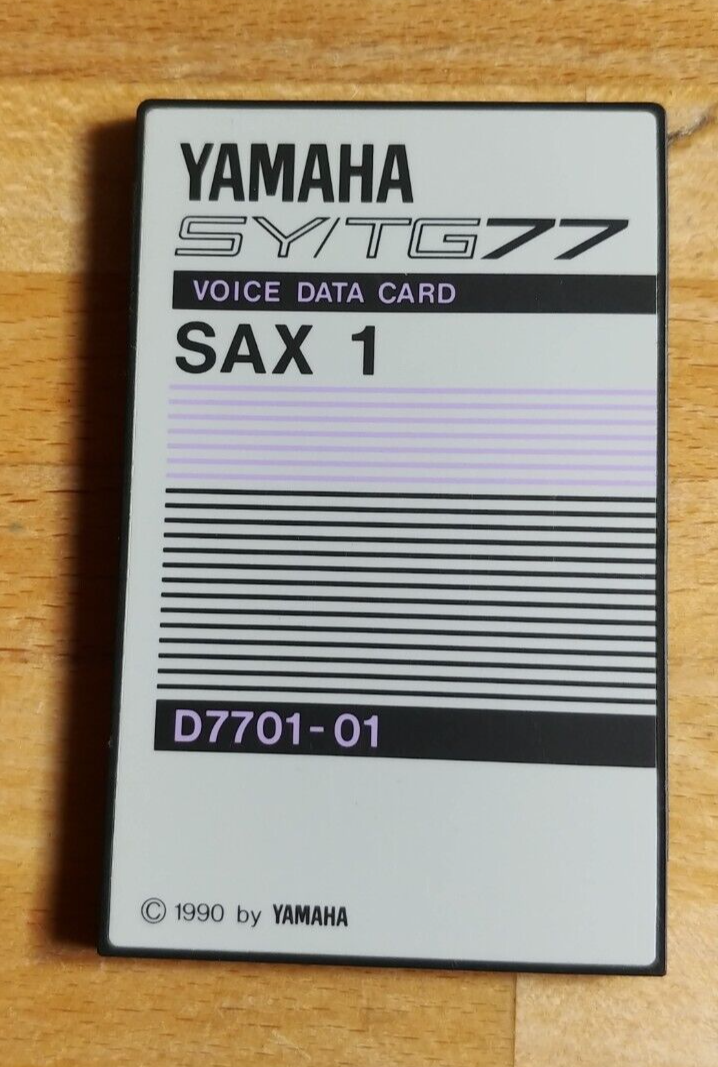 YAMAHA
SY/TG77
VOICE DATA CARD
SAX 1
D7701-01
© 1990 by YAMAHA